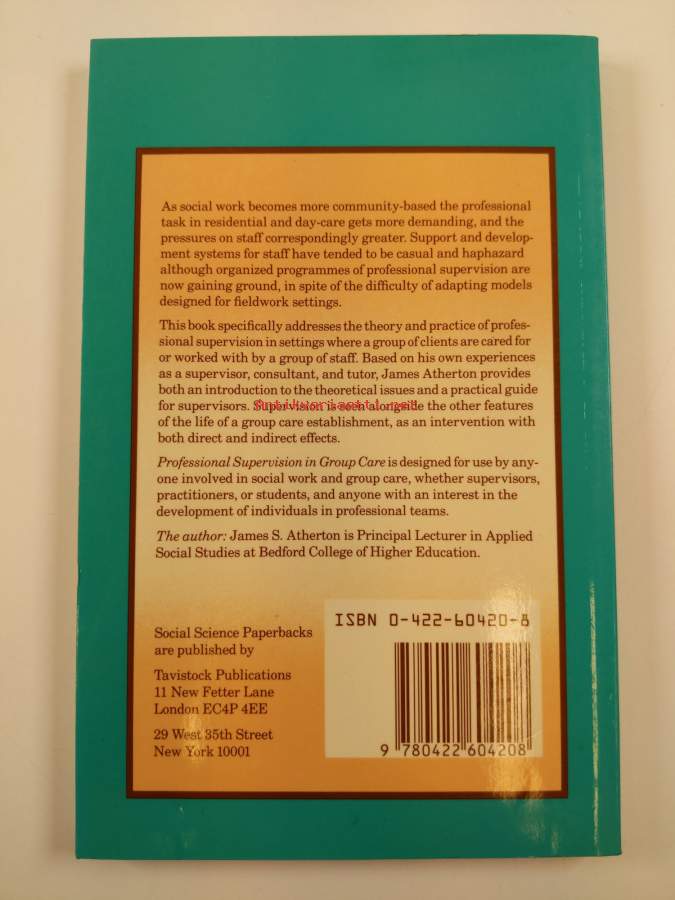 As social work becomes more community-based the professional
task in residential and day-care gets more demanding, and the
pressures on staff correspondingly greater. Support and develop-
ment systems for staff have tended to be casual and haphazard
although organized programmes of professional supervision are
now gaining ground, in spite of the difficulty of adapting models
designed for fieldwork settings.
This book specifically addresses the theory and practice of profes-
sional supervision in settings where a group of clients are cared for
or worked with by a group of staff. Based on his own experiences
as a supervisor, consultant, and tutor, James Atherton provides
both an introduction to the theoretical issues and a practical guide
for supervisors. Supervision is seen alongside the other features
of the life of a group care establishment, as an intervention with
both direct and indirect effects.
Professional Supervision in Group Care is designed for use by any-
one involved in social work and group care, whether supervisors,
practitioners, or students, and anyone with an interest in the
development of individuals in professional teams.
The author: James S. Atherton is Principal Lecturer in Applied
Social Studies at Bedford College of Higher Education.
Social Science Paperbacks
are published by
Tavistock Publications
11 New Fetter Lane
London EC4P 4EE
29 West 35th Street
New York 10001
ISBN 0-422-60420-8
9 780422 604208